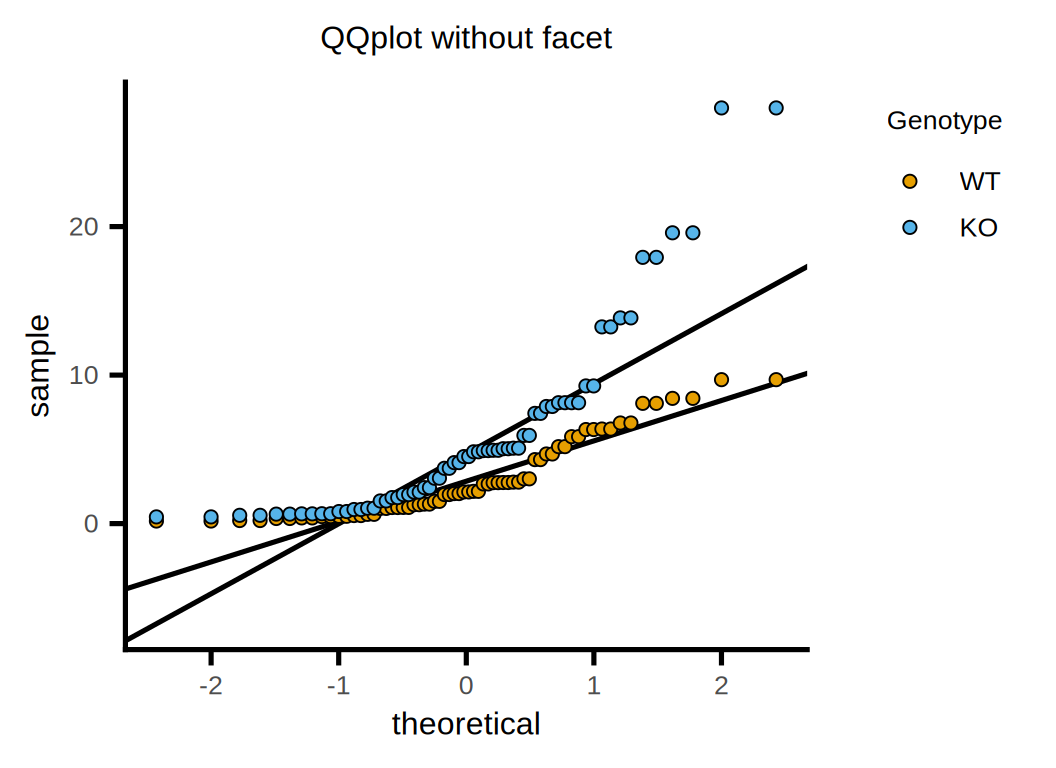 QQplot without facet
Genotype
WT
KO
sample
20
10
0
-2
-1
0
1
2
theoretical